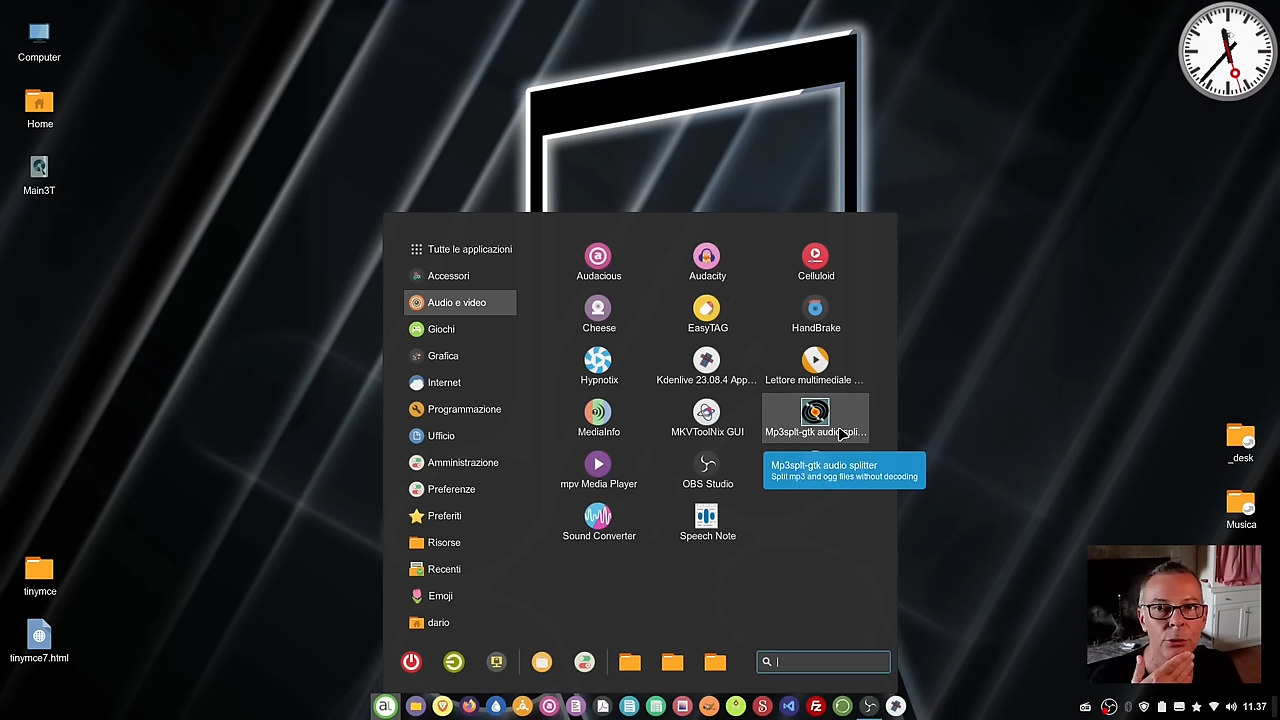 Computer
Home
Main3T
tinymce
tinymce7.html
Tutte le applicazioni
Accessori
Audio e video
Giochi
Grafica
Internet
Programmazione
Ufficio
Amministrazione
Preferenze
Preferiti
Risorse
Recenti
Emoji
dario
Audacious
Audacity
Celluloid
Cheese
EasyTAG
HandBrake
Hypnotix
Kdenlive 23.08.4 App...
Lettore multimediale ...
MediaInfo
MKVToolNix GUI
Mp3splt-gtk audio spli...
mpv Media Player
OBS Studio
Mp3splt-gtk audio splitter
Split mp3 and ogg files without decoding
Sound Converter
Speech Note
_desk
Musica
11.37